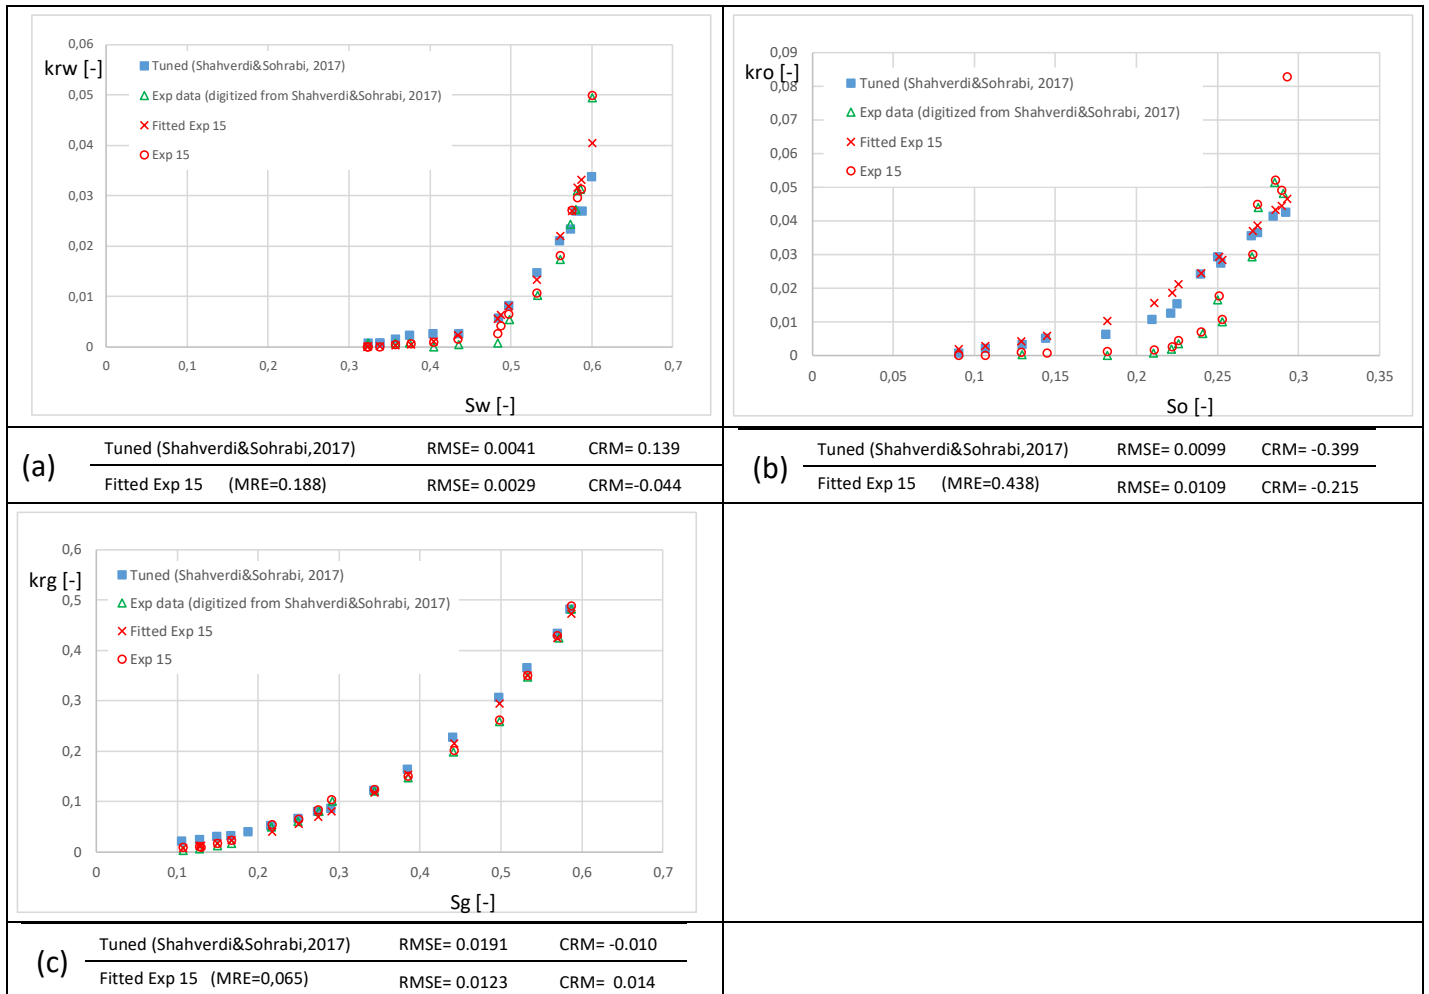 0,06
krw [-]
Tuned (Shahverdi&Sohrabi, 2017)
0,05
Exp data (digitized from Shahverdi&Sohrabi, 2017)
0,04
Fitted Exp 15
Exp 15
0,03
0,02
0,01
0
0 0,1 0,2 0,3 0,4 0,5 0,6 0,7
Sw [-]
0,09
kro [-]
0,08
Tuned (Shahverdi&Sohrabi, 2017)
0,07
Exp data (digitized from Shahverdi&Sohrabi, 2017)
0,06
Fitted Exp 15
Exp 15
0,05
0,04
0,03
0,02
0,01
0
0 0,05 0,1 0,15 0,2 0,25 0,3 0,35
So [-]
(a)
Tuned (Shahverdi&Sohrabi,2017) RMSE= 0.0041 CRM= 0.139
Fitted Exp 15 (MRE=0.188) RMSE= 0.0029 CRM=-0.044
(b)
Tuned (Shahverdi&Sohrabi,2017) RMSE= 0.0099 CRM= -0.399
Fitted Exp 15 (MRE=0.438) RMSE= 0.0109 CRM= -0.215
0,6
krg [-]
Tuned (Shahverdi&Sohrabi, 2017)
0,5
Exp data (digitized from Shahverdi&Sohrabi, 2017)
Fitted Exp 15
0,4
Exp 15
0,3
0,2
0,1
0
0 0,1 0,2 0,3 0,4 0,5 0,6 0,7
Sg [-]
(c)
Tuned (Shahverdi&Sohrabi,2017) RMSE= 0.0191 CRM= -0.010
Fitted Exp 15 (MRE=0,065) RMSE= 0.0123 CRM= 0.014